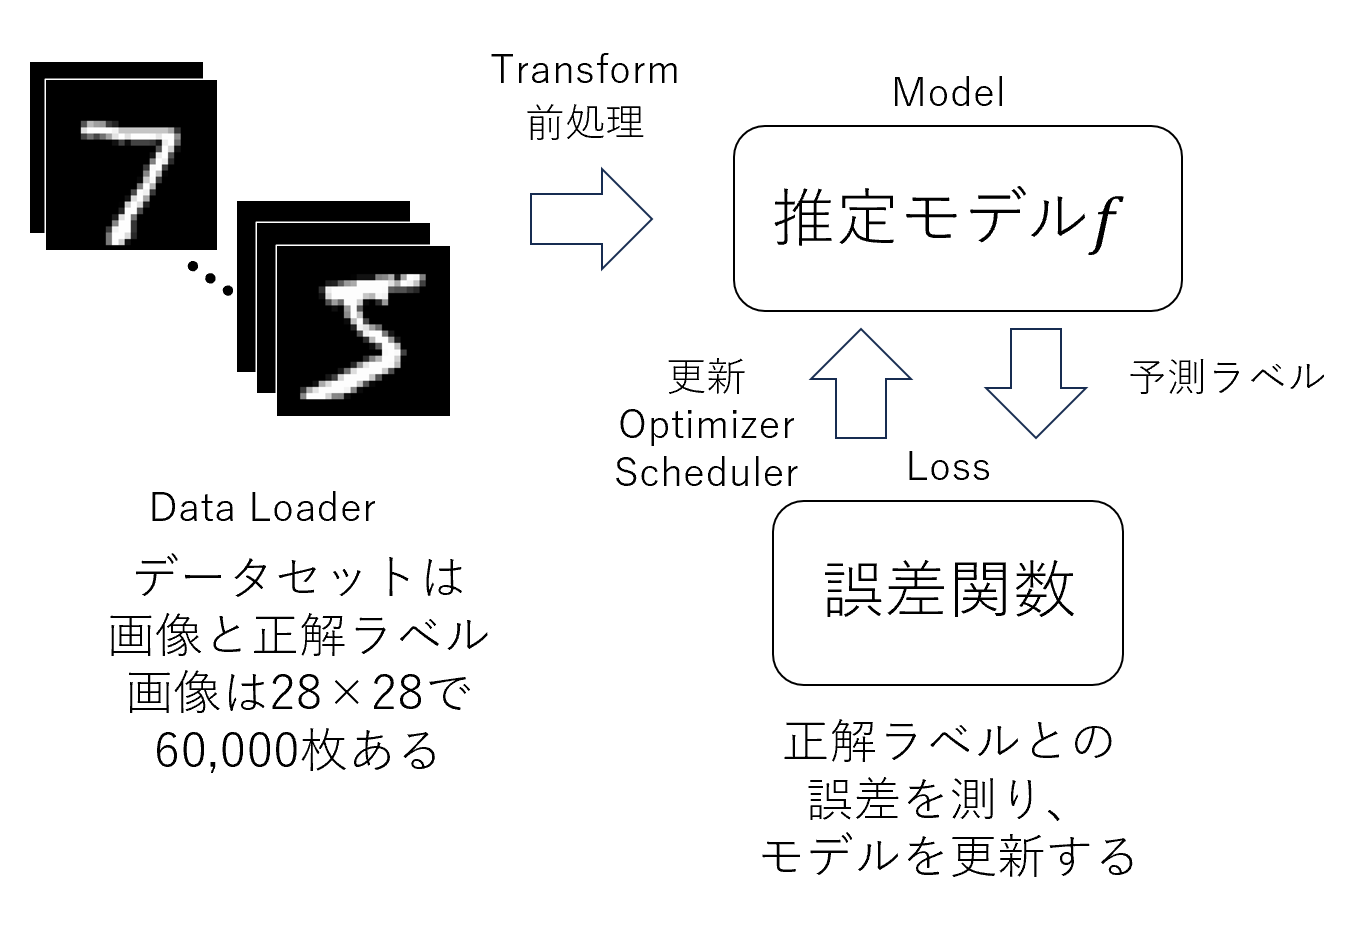 Transform
前処理
Model
推定モデルf
更新
Optimizer
Scheduler
予測ラベル
Loss
誤差関数
Data Loader
データセットは
画像と正解ラベル
画像は28×28で
60,000枚ある
正解ラベルとの
誤差を測り、
モデルを更新する